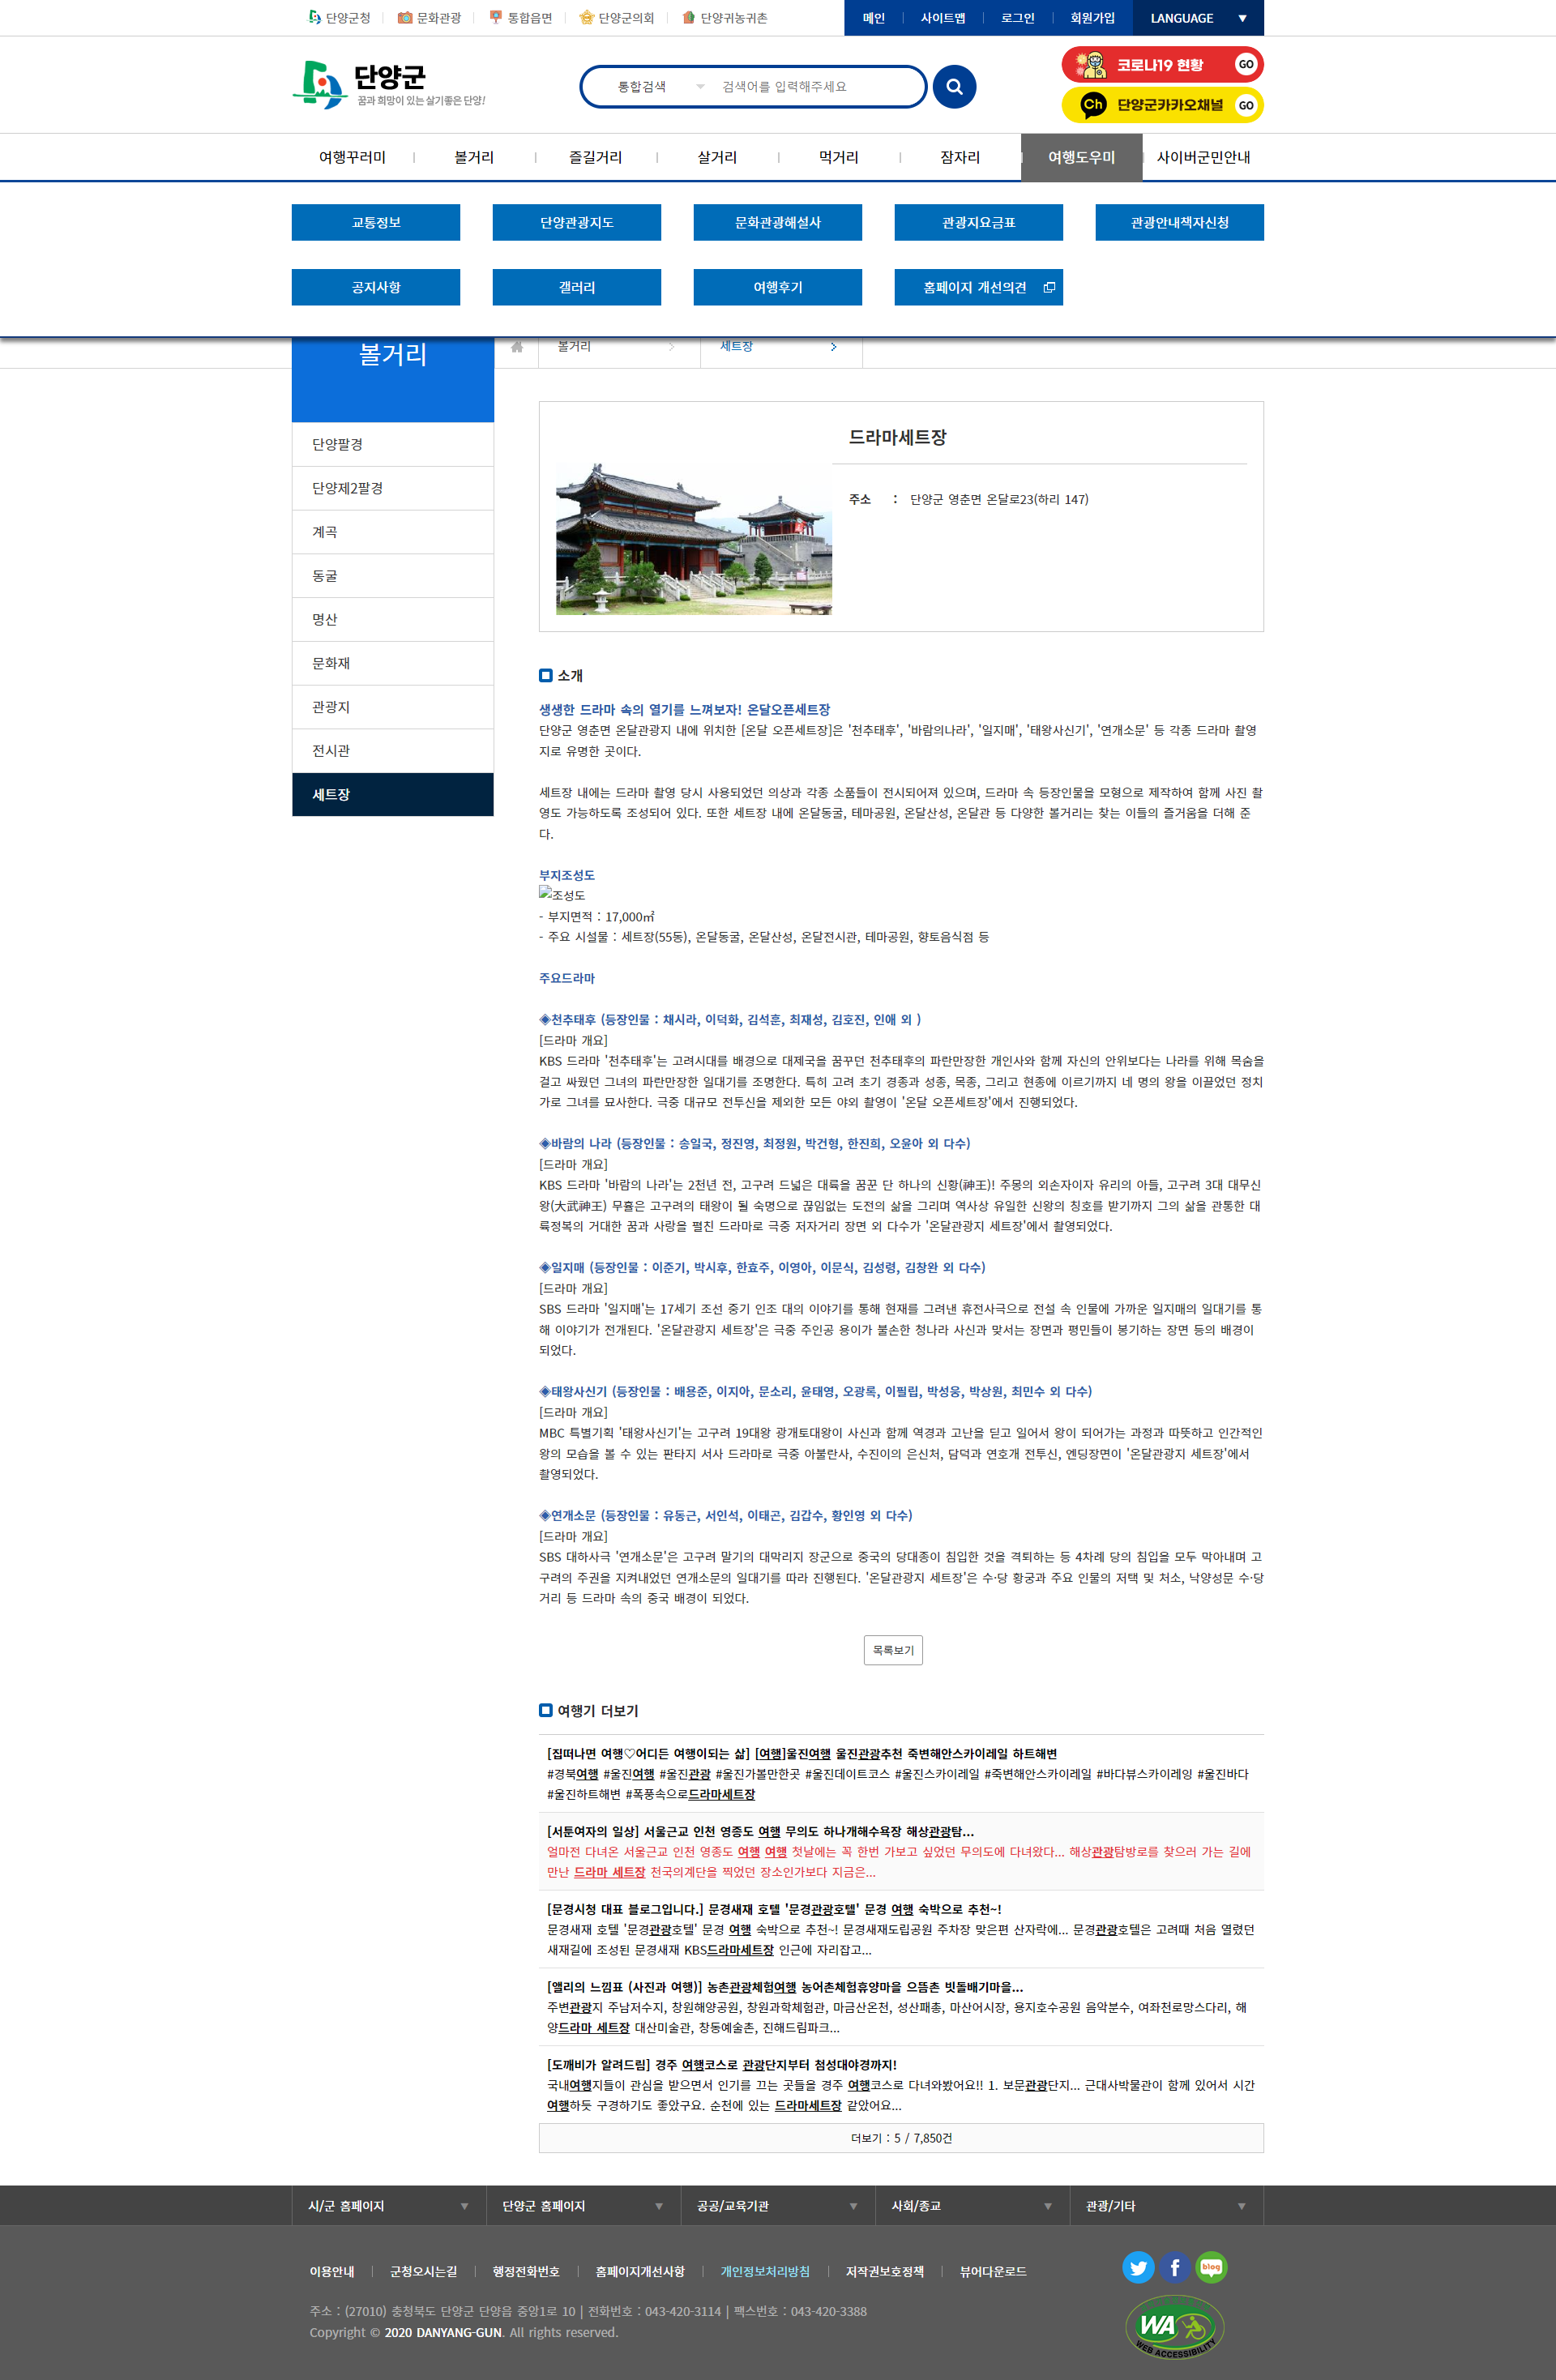 단양군청 문화관광 통합읍면 단양군의회 단양귀농귀촌 메인 사이트맵 로그인 회원가입 LANGUAGE ▼
단양군
꿈과 희망이 있는 살기좋은 단양!
통합검색 검색어를 입력해주세요
코로나19 현황 GO
Ch 단양군카카오채널 GO
여행꾸러미 볼거리 즐길거리 살거리 먹거리 잠자리 여행도우미 사이버군민안내
교통정보 단양관광지도 문화관광해설사 관광지요금표 관광안내책자신청
공지사항 갤러리 여행후기 홈페이지 개선의견
볼거리
볼거리 세트장
단양팔경
단양제2팔경
계곡
동굴
명산
문화재
관광지
전시관
세트장
드라마세트장
주소 : 단양군 영춘면 온달로23(하리 147)
소개
생생한 드라마 속의 열기를 느껴보자! 온달오픈세트장
단양군 영춘면 온달관광지 내에 위치한 [온달 오픈세트장]은 '천추태후', '바람의나라', '일지매', '태왕사신기', '연개소문' 등 각종 드라마 촬영
지로 유명한 곳이다.
세트장 내에는 드라마 촬영 당시 사용되었던 의상과 각종 소품들이 전시되어져 있으며, 드라마 속 등장인물을 모형으로 제작하여 함께 사진 촬
영도 가능하도록 조성되어 있다. 또한 세트장 내에 온달동굴, 테마공원, 온달산성, 온달관 등 다양한 볼거리는 찾는 이들의 즐거움을 더해 준
다.
부지조성도
조성도
- 부지면적 : 17,000㎡
- 주요 시설물 : 세트장(55동), 온달동굴, 온달산성, 온달전시관, 테마공원, 향토음식점 등
주요드라마
◈천추태후 (등장인물 : 채시라, 이덕화, 김석훈, 최재성, 김호진, 인애 외 )
[드라마 개요]
KBS 드라마 '천추태후'는 고려시대를 배경으로 대제국을 꿈꾸던 천추태후의 파란만장한 개인사와 함께 자신의 안위보다는 나라를 위해 목숨을
걸고 싸웠던 그녀의 파란만장한 일대기를 조명한다. 특히 고려 초기 경종과 성종, 목종, 그리고 현종에 이르기까지 네 명의 왕을 이끌었던 정치
가로 그녀를 묘사한다. 극중 대규모 전투신을 제외한 모든 야외 촬영이 '온달 오픈세트장'에서 진행되었다.
◈바람의 나라 (등장인물 : 송일국, 정진영, 최정원, 박건형, 한진희, 오윤아 외 다수)
[드라마 개요]
KBS 드라마 '바람의 나라'는 2천년 전, 고구려 드넓은 대륙을 꿈꾼 단 하나의 신황(神王)! 주몽의 외손자이자 유리의 아들, 고구려 3대 대무신
왕(大武神王) 무휼은 고구려의 태왕이 될 숙명으로 끊임없는 도전의 삶을 그리며 역사상 유일한 신왕의 칭호를 받기까지 그의 삶을 관통한 대
륙정복의 거대한 꿈과 사랑을 펼친 드라마로 극중 저자거리 장면 외 다수가 '온달관광지 세트장'에서 촬영되었다.
◈일지매 (등장인물 : 이준기, 박시후, 한효주, 이영아, 이문식, 김성령, 김창완 외 다수)
[드라마 개요]
SBS 드라마 '일지매'는 17세기 조선 중기 인조 대의 이야기를 통해 현재를 그려낸 휴전사극으로 전설 속 인물에 가까운 일지매의 일대기를 통
해 이야기가 전개된다. '온달관광지 세트장'은 극중 주인공 용이가 불손한 청나라 사신과 맞서는 장면과 평민들이 봉기하는 장면 등의 배경이
되었다.
◈태왕사신기 (등장인물 : 배용준, 이지아, 문소리, 윤태영, 오광록, 이필립, 박성웅, 박상원, 최민수 외 다수)
[드라마 개요]
MBC 특별기획 '태왕사신기'는 고구려 19대왕 광개토대왕이 사신과 함께 역경과 고난을 딛고 일어서 왕이 되어가는 과정과 따뜻하고 인간적인
왕의 모습을 볼 수 있는 판타지 서사 드라마로 극중 아불란사, 수진이의 은신처, 담덕과 연호개 전투신, 엔딩장면이 '온달관광지 세트장'에서
촬영되었다.
◈연개소문 (등장인물 : 유동근, 서인석, 이태곤, 김갑수, 황인영 외 다수)
[드라마 개요]
SBS 대하사극 '연개소문'은 고구려 말기의 대막리지 장군으로 중국의 당대종이 침입한 것을 격퇴하는 등 4차례 당의 침입을 모두 막아내며 고
구려의 주권을 지켜내었던 연개소문의 일대기를 따라 진행된다. '온달관광지 세트장'은 수·당 황궁과 주요 인물의 저택 및 처소, 낙양성문 수·당
거리 등 드라마 속의 중국 배경이 되었다.
목록보기
여행기 더보기
[집떠나면 여행♡어디든 여행이되는 삶] [여행]울진여행 울진관광추천 죽변해안스카이레일 하트해변
#경북여행 #울진여행 #울진관광 #울진가볼만한곳 #울진데이트코스 #울진스카이레일 #죽변해안스카이레일 #바다뷰스카이레잉 #울진바다
#울진하트해변 #폭풍속으로드라마세트장
[서툰여자의 일상] 서울근교 인천 영종도 여행 무의도 하나개해수욕장 해상관광탐...
얼마전 다녀온 서울근교 인천 영종도 여행 여행 첫날에는 꼭 한번 가보고 싶었던 무의도에 다녀왔다... 해상관광탐방로를 찾으러 가는 길에
만난 드라마 세트장 천국의계단을 찍었던 장소인가보다 지금은...
[문경시청 대표 블로그입니다.] 문경새재 호텔 '문경관광호텔' 문경 여행 숙박으로 추천~!
문경새재 호텔 '문경관광호텔' 문경 여행 숙박으로 추천~! 문경새재도립공원 주차장 맞은편 산자락에... 문경관광호텔은 고려때 처음 열렸던
새재길에 조성된 문경새재 KBS드라마세트장 인근에 자리잡고...
[앨리의 느낌표 (사진과 여행)] 농촌관광체험여행 농어촌체험휴양마을 으뜸촌 빗돌배기마을...
주변관광지 주남저수지, 창원해양공원, 창원과학체험관, 마금산온천, 성산패총, 마산어시장, 용지호수공원 음악분수, 여좌천로망스다리, 해
양드라마 세트장 대산미술관, 창동예술촌, 진해드림파크...
[도깨비가 알려드림] 경주 여행코스로 관광단지부터 첨성대야경까지!
국내여행지들이 관심을 받으면서 인기를 끄는 곳들을 경주 여행코스로 다녀와봤어요!! 1. 보문관광단지... 근대사박물관이 함께 있어서 시간
여행하듯 구경하기도 좋았구요. 순천에 있는 드라마세트장 같았어요...
더보기 : 5 / 7,850건
시/군 홈페이지 ▼ 단양군 홈페이지 ▼ 공공/교육기관 ▼ 사회/종교 ▼ 관광/기타 ▼
이용안내 군청오시는길 행정전화번호 홈페이지개선사항 개인정보처리방침 저작권보호정책 뷰어다운로드
blog
주소 : (27010) 충청북도 단양군 단양읍 중앙1로 10 | 전화번호 : 043-420-3114 | 팩스번호 : 043-420-3388
Copyright © 2020 DANYANG-GUN. All rights reserved.
WA
WEB ACCESSIBILITY